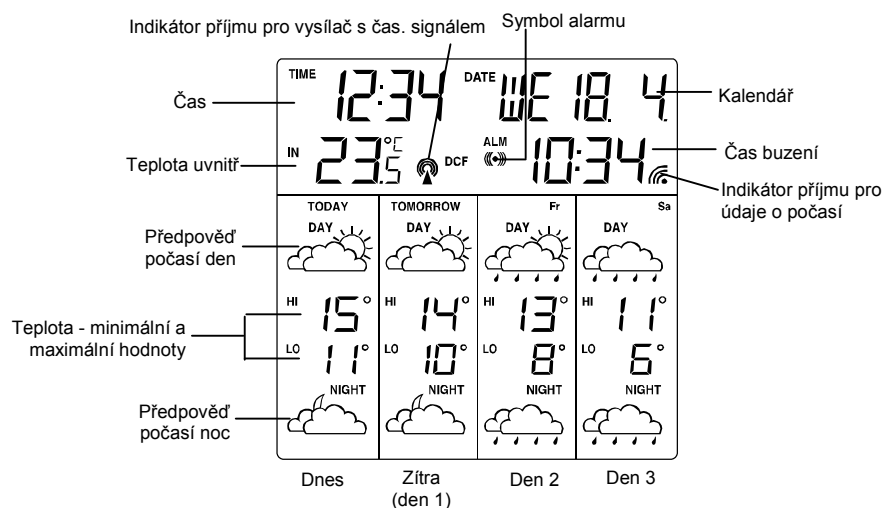 Indikátor příjmu pro vysílač s čas. signálem
Symbol alarmu
TIME 12:34 DATE WE 18. 4.
Čas
Kalendář
IN 23.5 °C DCF ALM 10:34
Teplota uvnitř
Čas buzení
Indikátor příjmu pro
údaje o počasí
TODAY TOMORROW Fr Sa
DAY DAY DAY DAY
Předpověď
počasí den
HI 15° HI 14° HI 13° HI 11°
Teplota - minimální a
maximální hodnoty
LO 11° LO 10° LO 8° LO 6°
NIGHT NIGHT NIGHT NIGHT
Předpověď
počasí noc
Dnes Zítra Den 2 Den 3
(den 1)